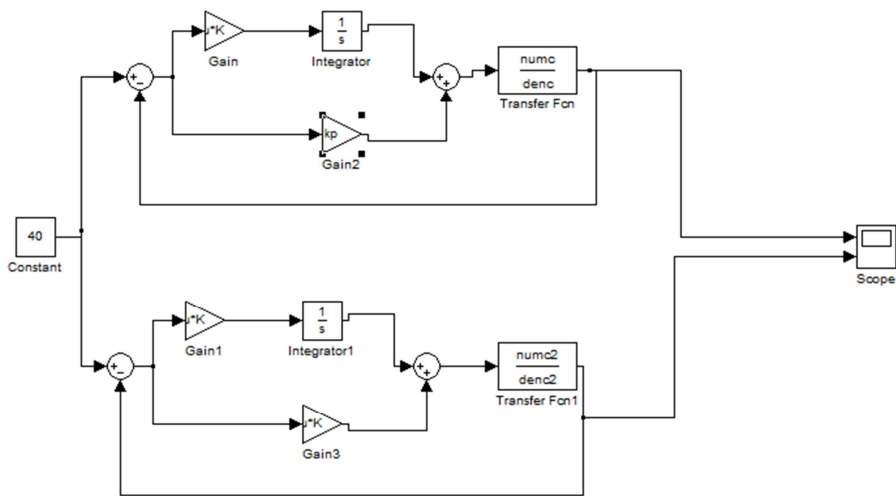 u*K
Gain
1
s
Integrator
+
−
+
+
numc
denc
Transfer Fcn
kp
Gain2
40
Constant
Scope
u*K
Gain1
1
s
Integrator1
+
−
+
+
numc2
denc2
Transfer Fcn1
u*K
Gain3